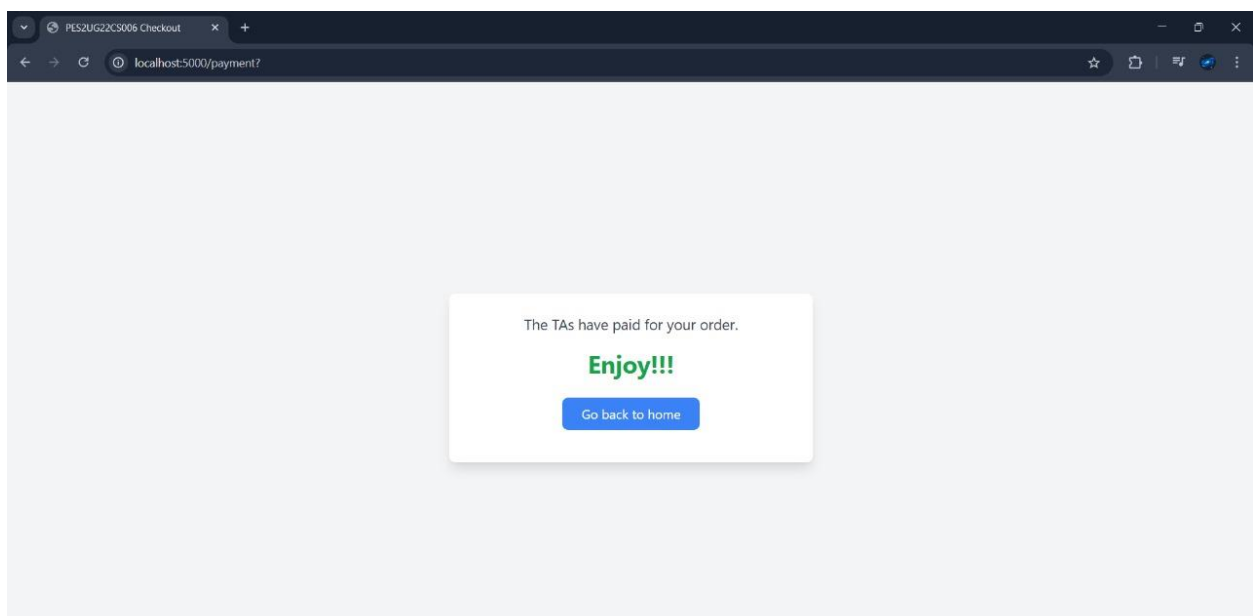 PES2UG22CS006 Checkout
localhost:5000/payment?
The TAs have paid for your order.
Enjoy!!!
Go back to home